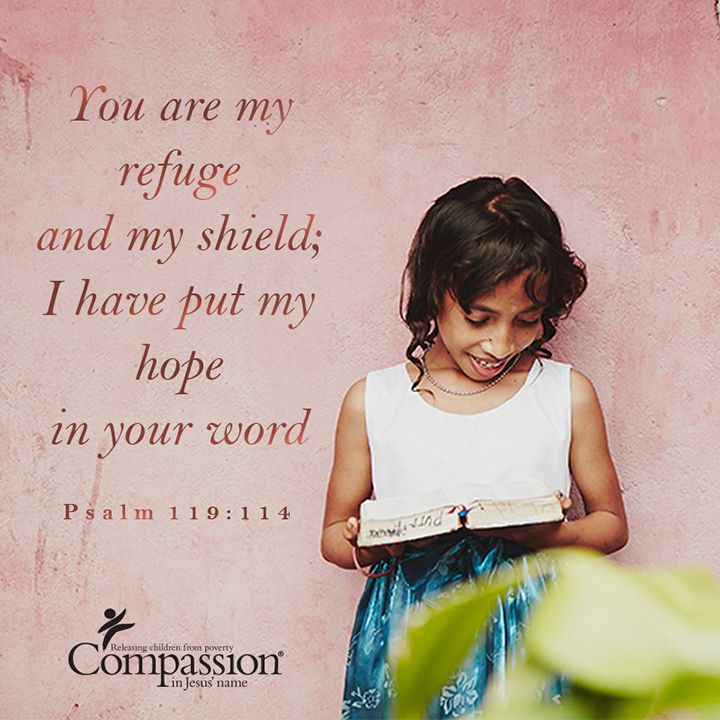 You are my
refuge
and my shield;
I have put my
hope
in your word
Psalm 119:114
Releasing children from poverty
Compassion®
in Jesus' name